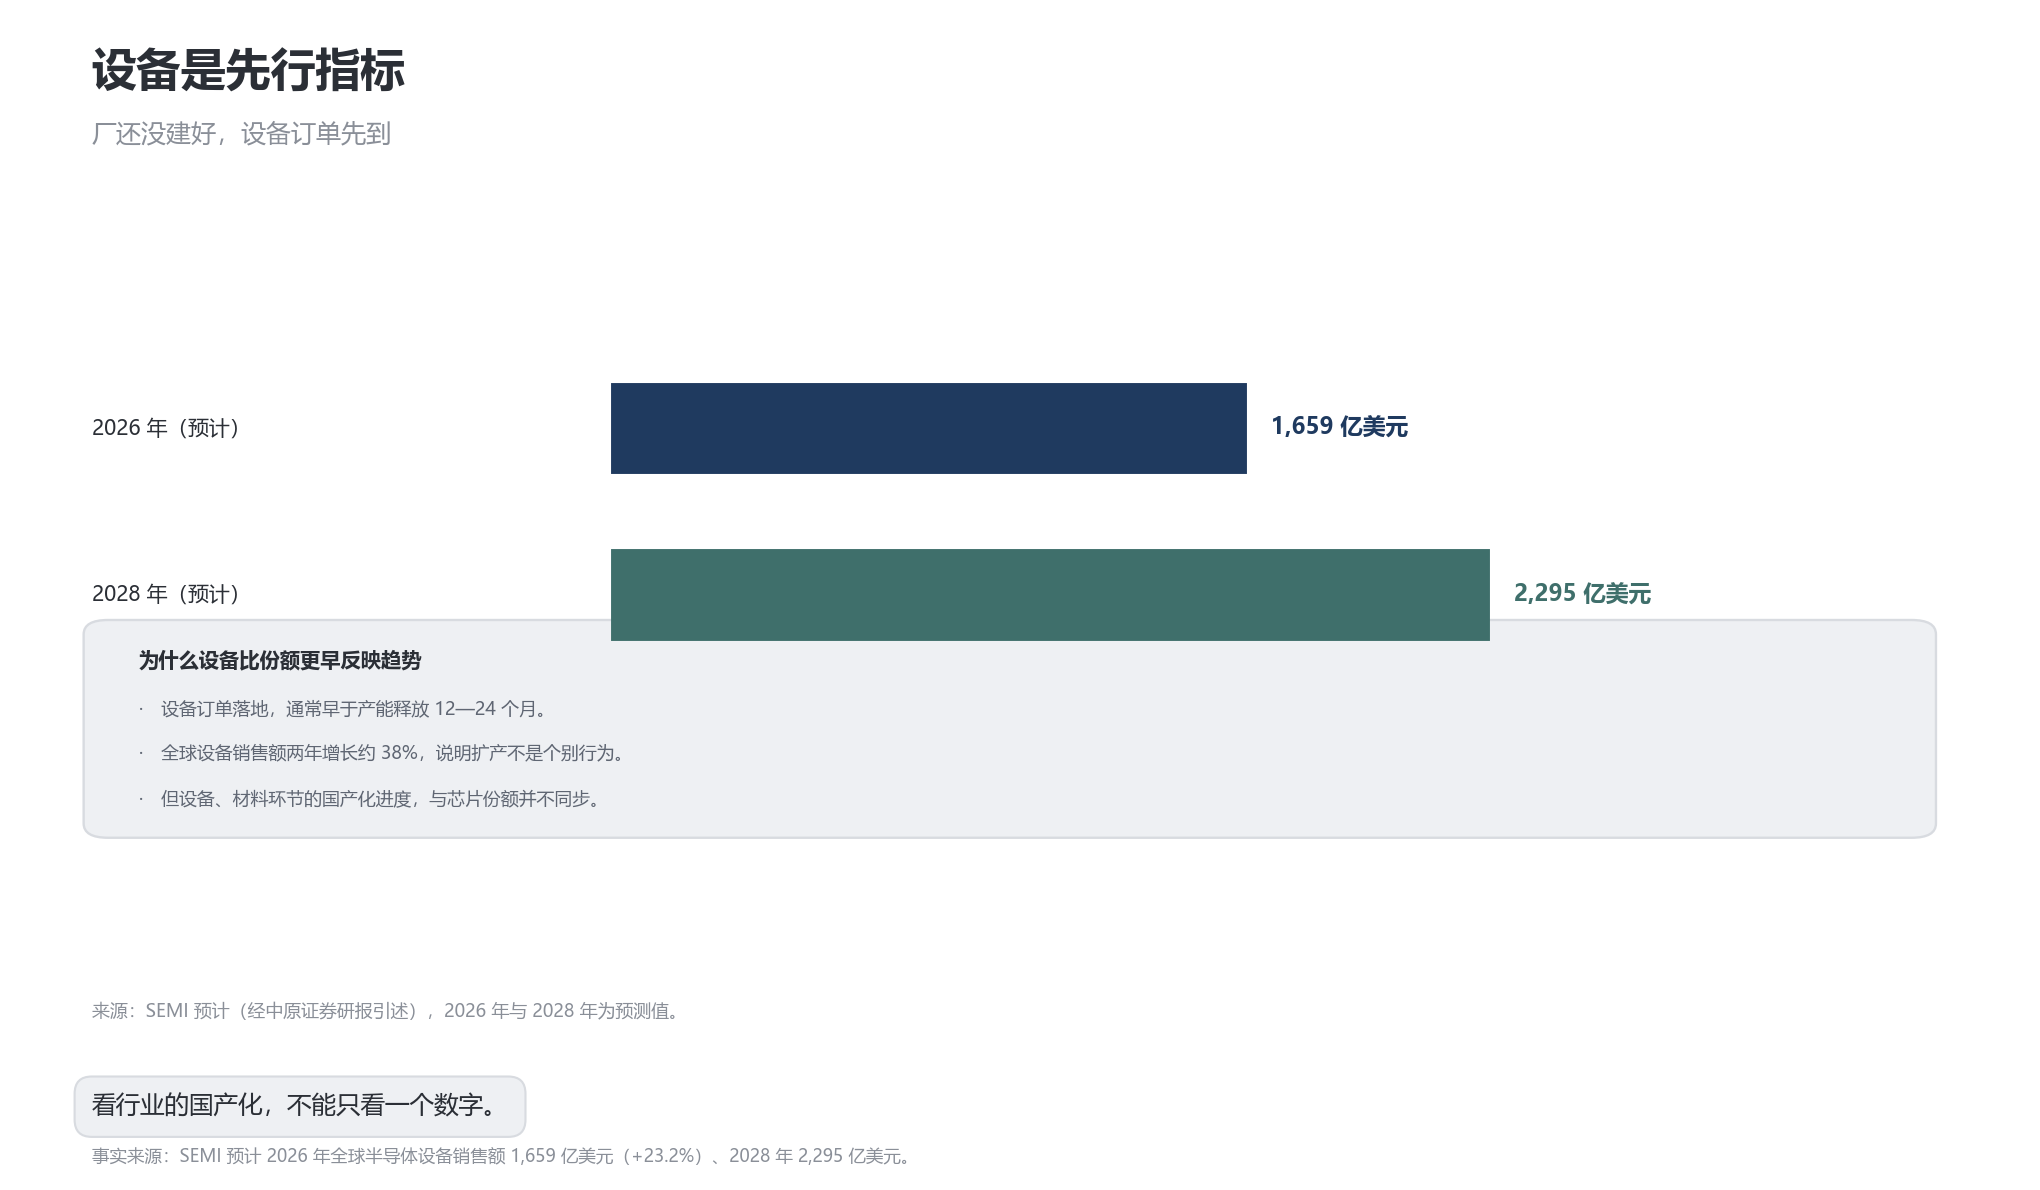 设备是先行指标
厂还没建好，设备订单先到
2026 年（预计）
1,659 亿美元
2028 年（预计）
2,295 亿美元
为什么设备比份额更早反映趋势
· 设备订单落地，通常早于产能释放 12—24 个月。
· 全球设备销售额两年增长约 38%，说明扩产不是个别行为。
· 但设备、材料环节的国产化进度，与芯片份额并不同步。
来源：SEMI 预计（经中原证券研报引述），2026 年与 2028 年为预测值。
看行业的国产化，不能只看一个数字。
事实来源：SEMI 预计 2026 年全球半导体设备销售额 1,659 亿美元（+23.2%）、2028 年 2,295 亿美元。